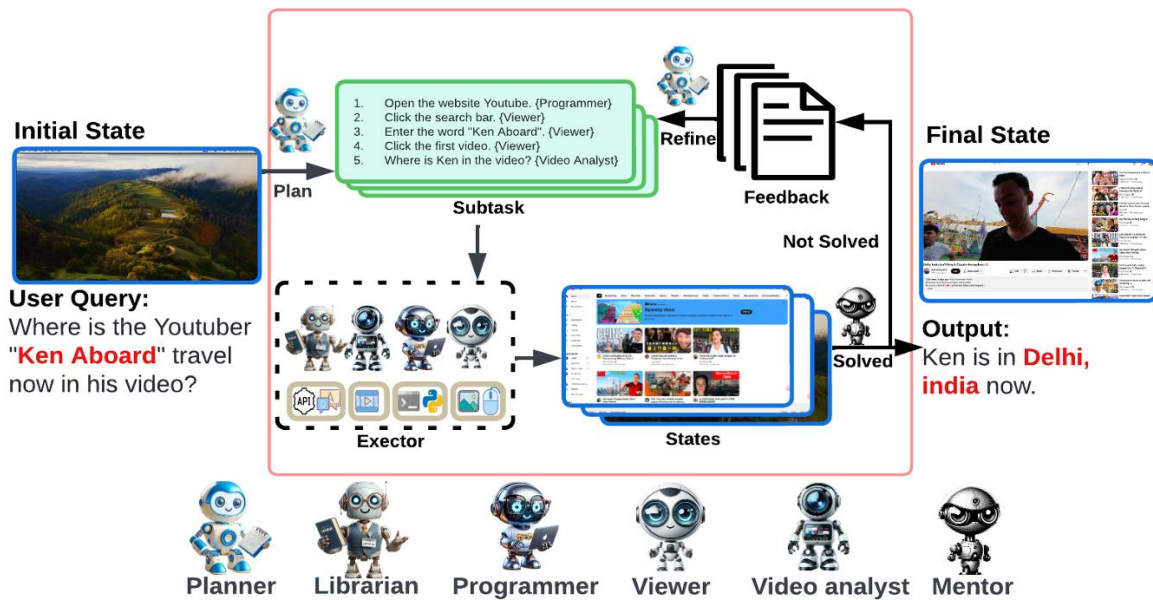 Initial State
User Query:
Where is the Youtuber
"Ken Aboard" travel
now in his video?
Plan
1. Open the website Youtube. {Programmer}
2. Click the search bar. {Viewer}
3. Enter the word "Ken Aboard". {Viewer}
4. Click the first video. {Viewer}
5. Where is Ken in the video? {Video Analyst}
Subtask
Refine
Feedback
Not Solved
API
Exector
States
Solved
Final State
Output:
Ken is in Delhi,
india now.
Planner
Librarian
Programmer
Viewer
Video analyst
Mentor